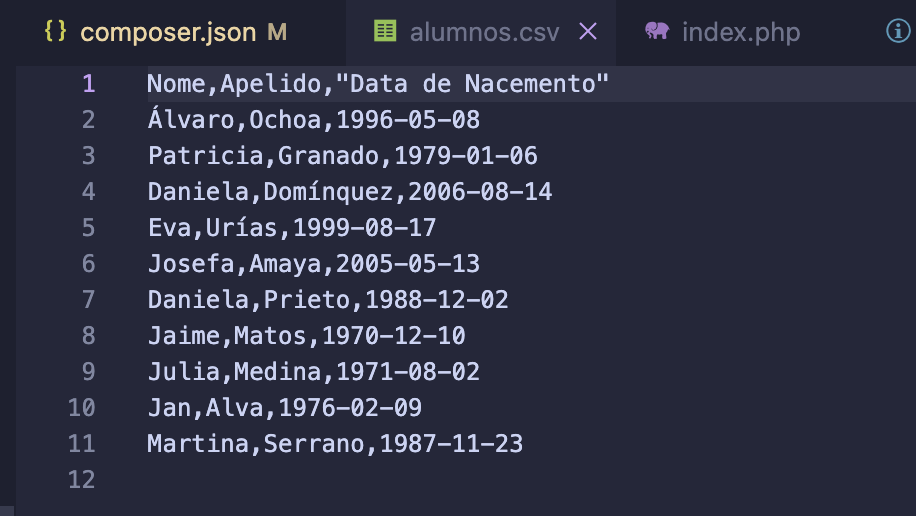 composer.json M alumnos.csv index.php
1 Nome,Apelido,"Data de Nacemento"
2 Álvaro,Ochoa,1996-05-08
3 Patricia,Granado,1979-01-06
4 Daniela,Domínquez,2006-08-14
5 Eva,Urías,1999-08-17
6 Josefa,Amaya,2005-05-13
7 Daniela,Prieto,1988-12-02
8 Jaime,Matos,1970-12-10
9 Julia,Medina,1971-08-02
10 Jan,Alva,1976-02-09
11 Martina,Serrano,1987-11-23
12